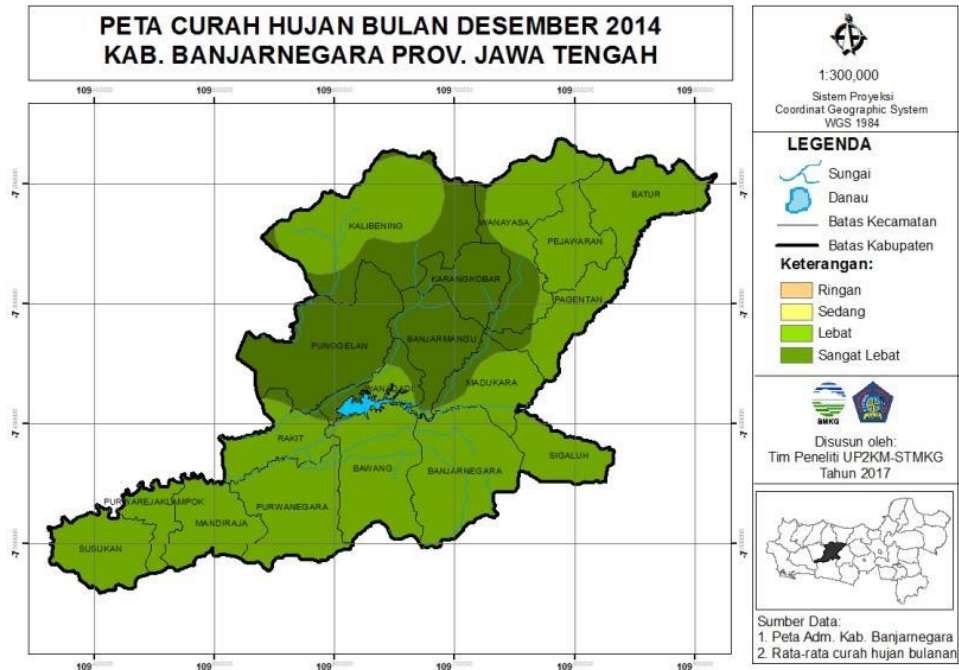 PETA CURAH HUJAN BULAN DESEMBER 2014
KAB. BANJARNEGARA PROV. JAWA TENGAH
1:300,000
Sistem Proyeksi
Coordinat Geographic System
WGS 1984
LEGENDA
Sungai
Danau
Batas Kecamatan
Batas Kabupaten
Keterangan:
Ringan
Sedang
Lebat
Sangat Lebat
BMKG
Disusun oleh:
Tim Peneliti UP2KM-STMKG
Tahun 2017
Sumber Data:
1. Peta Adm. Kab. Banjarnegara
2. Rata-rata curah hujan bulanan
BATUR
WANAYASA
KALIBENING
PEJAWARAN
KARANGKOBAR
PAGENTAN
BANJARMANGU
PUNGGELAN
MADUKARA
WANADADI
RAKIT
SIGALUH
BAWANG
BANJARNEGARA
PURWAREJAKLAMPOK
PURWANEGARA
MANDIRAJA
SUSUKAN